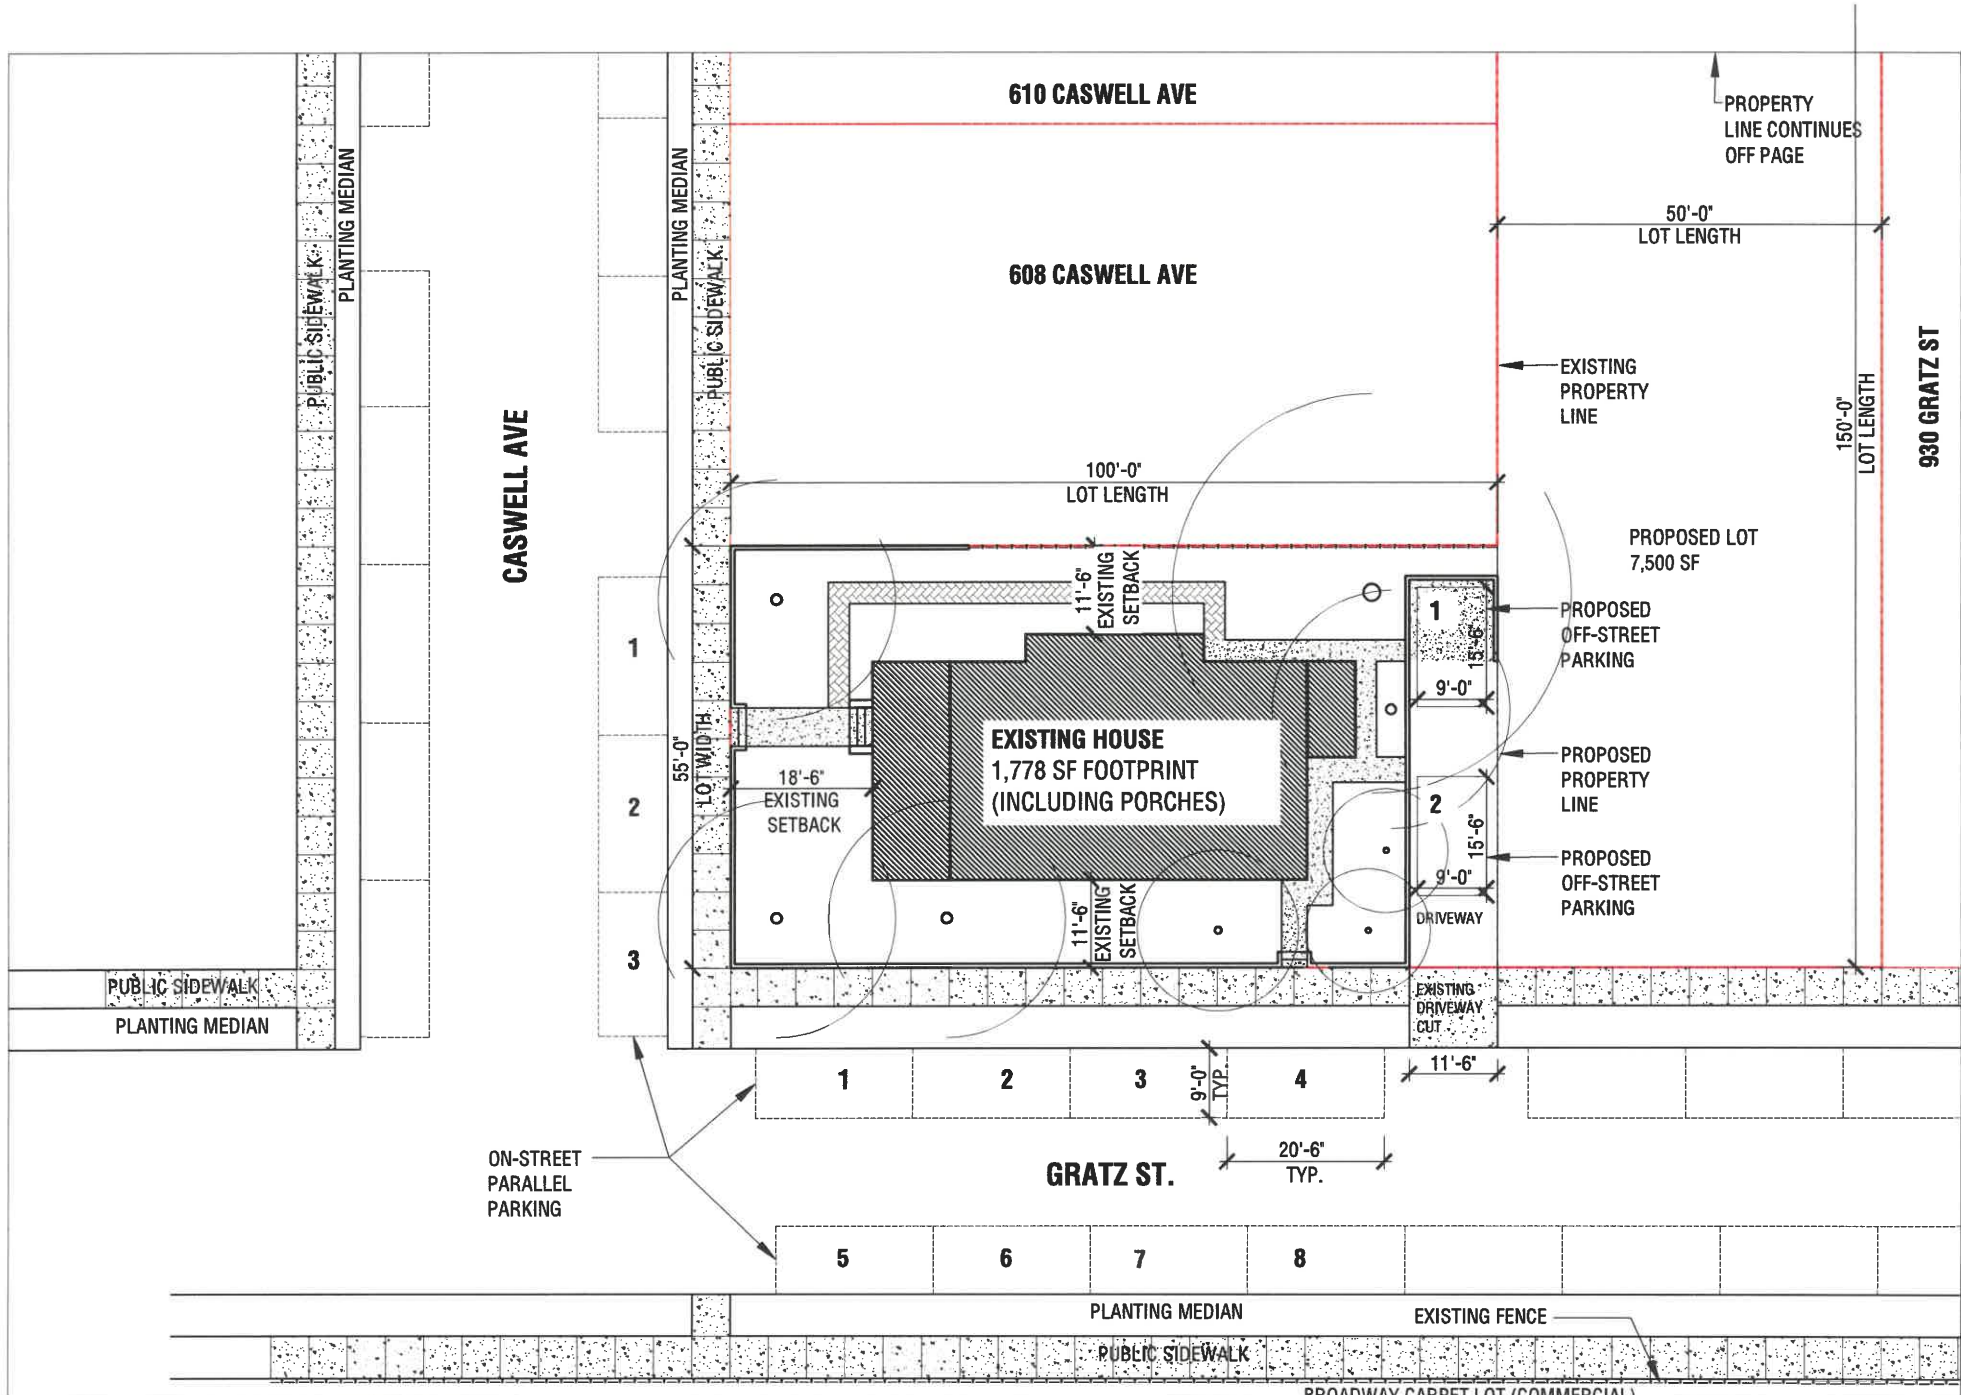 610 CASWELL AVE
PROPERTY
LINE CONTINUES
OFF PAGE
PLANTING MEDIAN
PUBLIC SIDEWALK
PLANTING MEDIAN
PUBLIC SIDEWALK
50'-0"
LOT LENGTH
608 CASWELL AVE
EXISTING
PROPERTY
LINE
150'-0"
LOT LENGTH
930 GRATZ ST
CASWELL AVE
100'-0"
LOT LENGTH
PROPOSED LOT
7,500 SF
11'-6"
EXISTING
SETBACK
1
15'-6"
9'-0"
PROPOSED
OFF-STREET
PARKING
1
2
3
55'-0"
LOT WIDTH
18'-6"
EXISTING
SETBACK
EXISTING HOUSE
1,778 SF FOOTPRINT
(INCLUDING PORCHES)
PROPOSED
PROPERTY
LINE
2
15'-6"
9'-0"
PROPOSED
OFF-STREET
PARKING
DRIVEWAY
11'-6"
EXISTING
SETBACK
PUBLIC SIDEWALK
PLANTING MEDIAN
EXISTING
DRIVEWAY
CUT
11'-6"
1
2
3
4
9'-0"
TYP.
20'-6"
TYP.
ON-STREET
PARALLEL
PARKING
GRATZ ST.
5
6
7
8
PLANTING MEDIAN
EXISTING FENCE
PUBLIC SIDEWALK
BROADWAY CARPET LOT (COMMERCIAL)